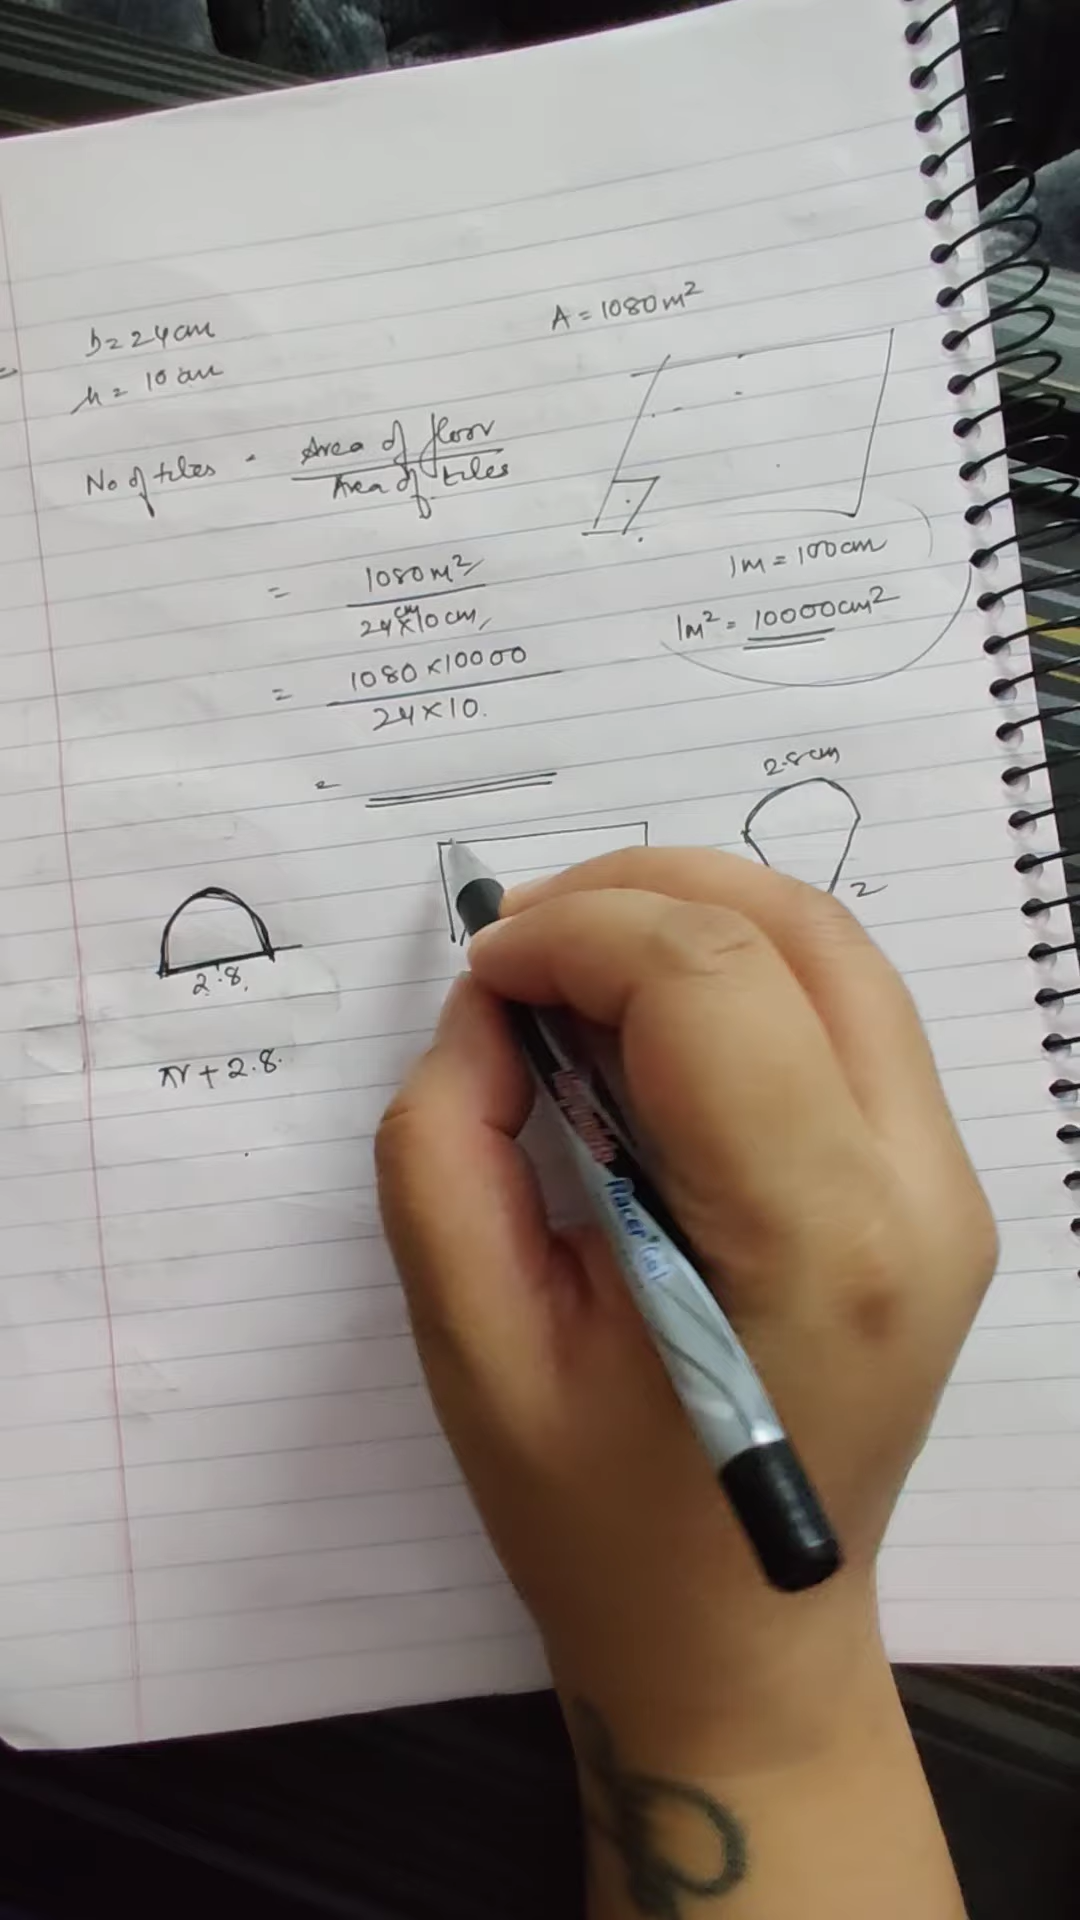 b = 24 cm
h = 10 cm
A = 1080 m²
No of tiles = Area of floor
Area of tiles
= 1080 m²
24 cm × 10 cm
1m = 100 cm
1m² = 10000 cm²
= 1080 × 10000
24 × 10.
=
2.8 cm
2
2.8.
πr + 2.8.
Racer Gel